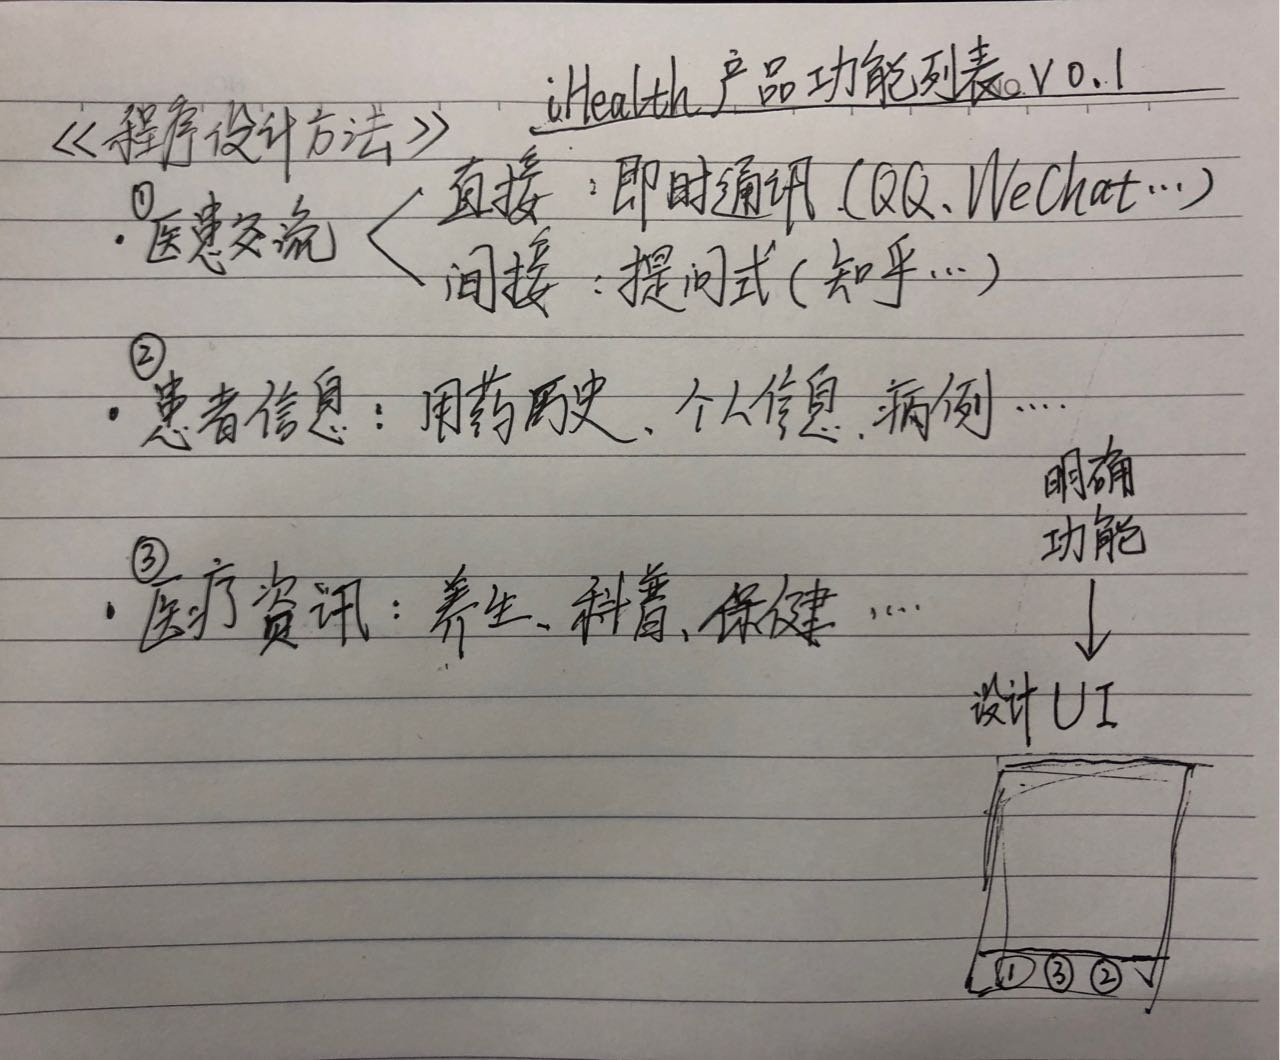 iHealth 产品功能列表 V0.1
《程序设计方法》
①
·医患交流
直接：即时通讯（QQ、WeChat…）
间接：提问式（知乎…）
②
·患者信息：用药历史、个人信息、病例…
③
·医疗资讯：养生、科普、保健…
明确
功能
设计UI
① ③ ②